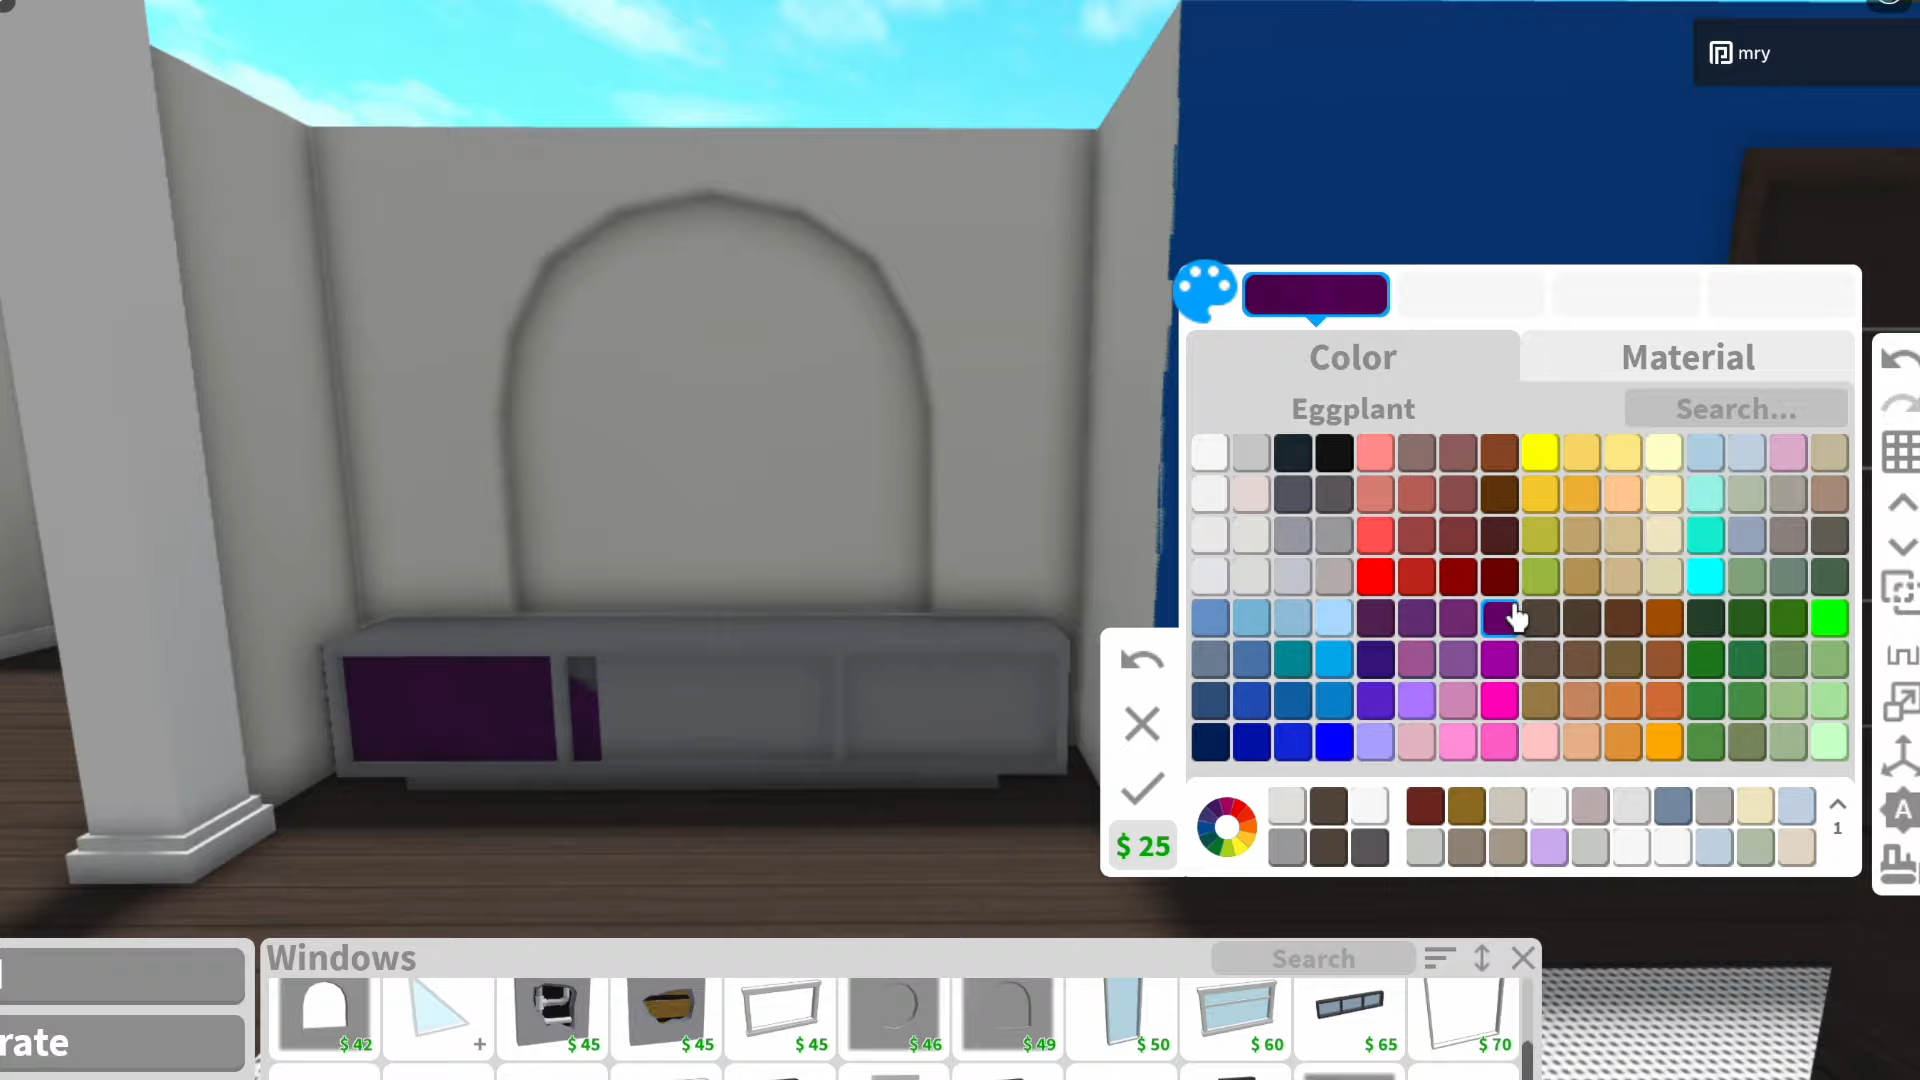 mry
Color
Material
Eggplant
Search...
$ 25
A
1
rate
Windows
Search
$ 42
+
$ 45
$ 45
$ 45
$ 46
$ 49
$ 50
$ 60
$ 65
$ 70